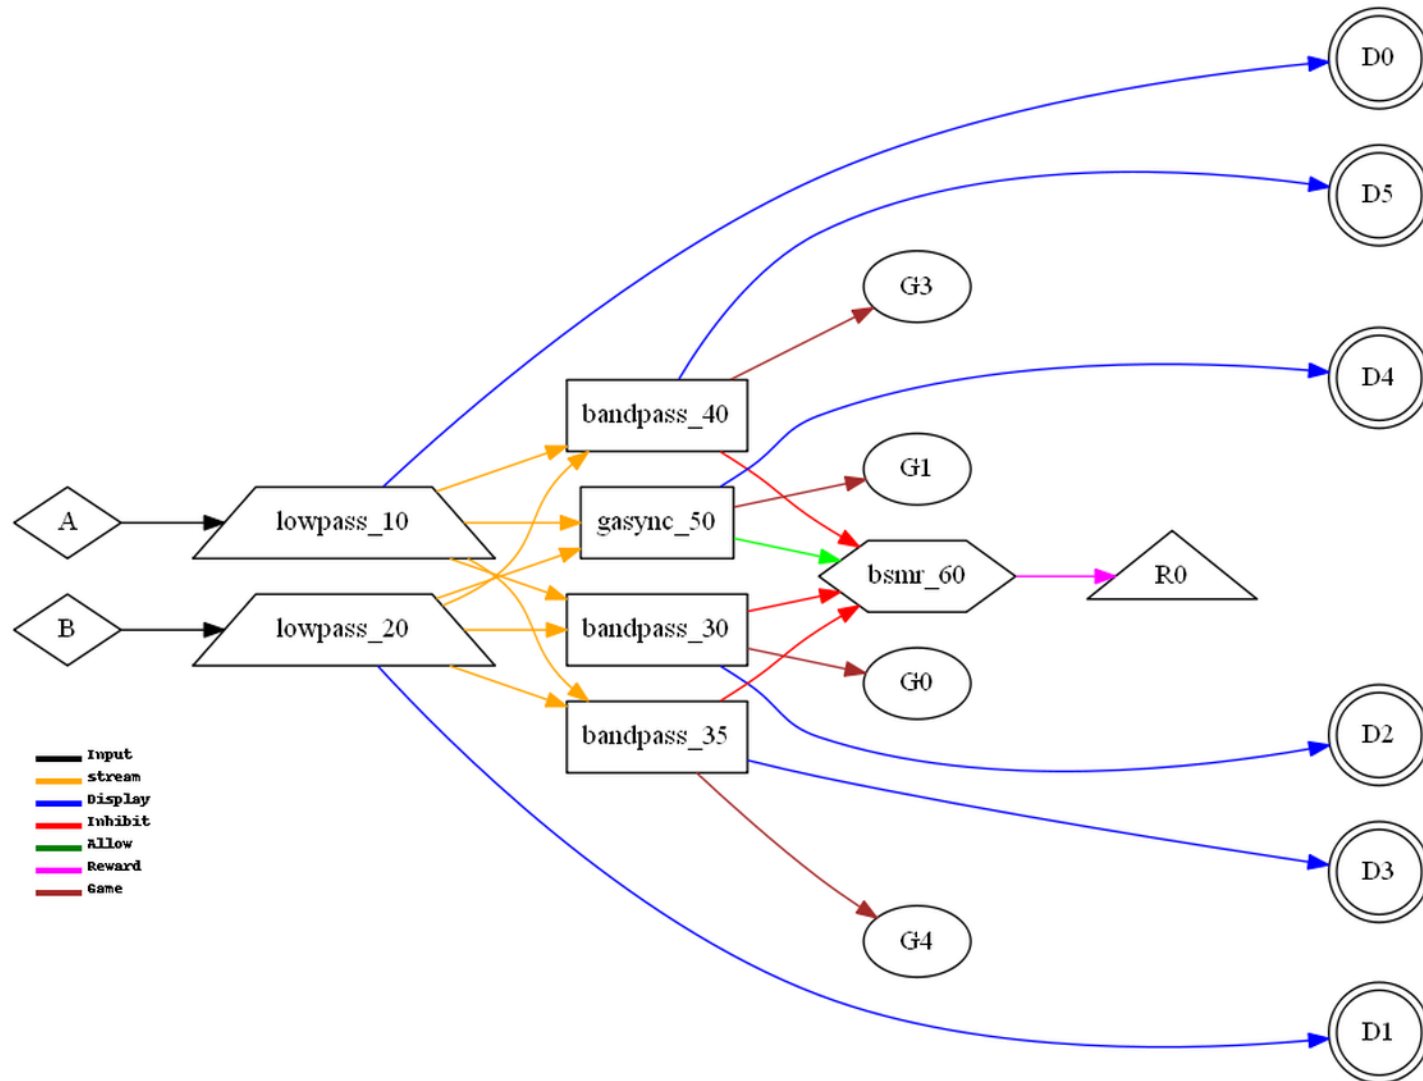 D0
D5
G3
D4
bandpass_40
G1
A
lowpass_10
gasync_50
bsmr_60
R0
B
lowpass_20
bandpass_30
G0
bandpass_35
D2
Input
stream
Display
Inhibit
Allow
Reward
Game
D3
G4
D1